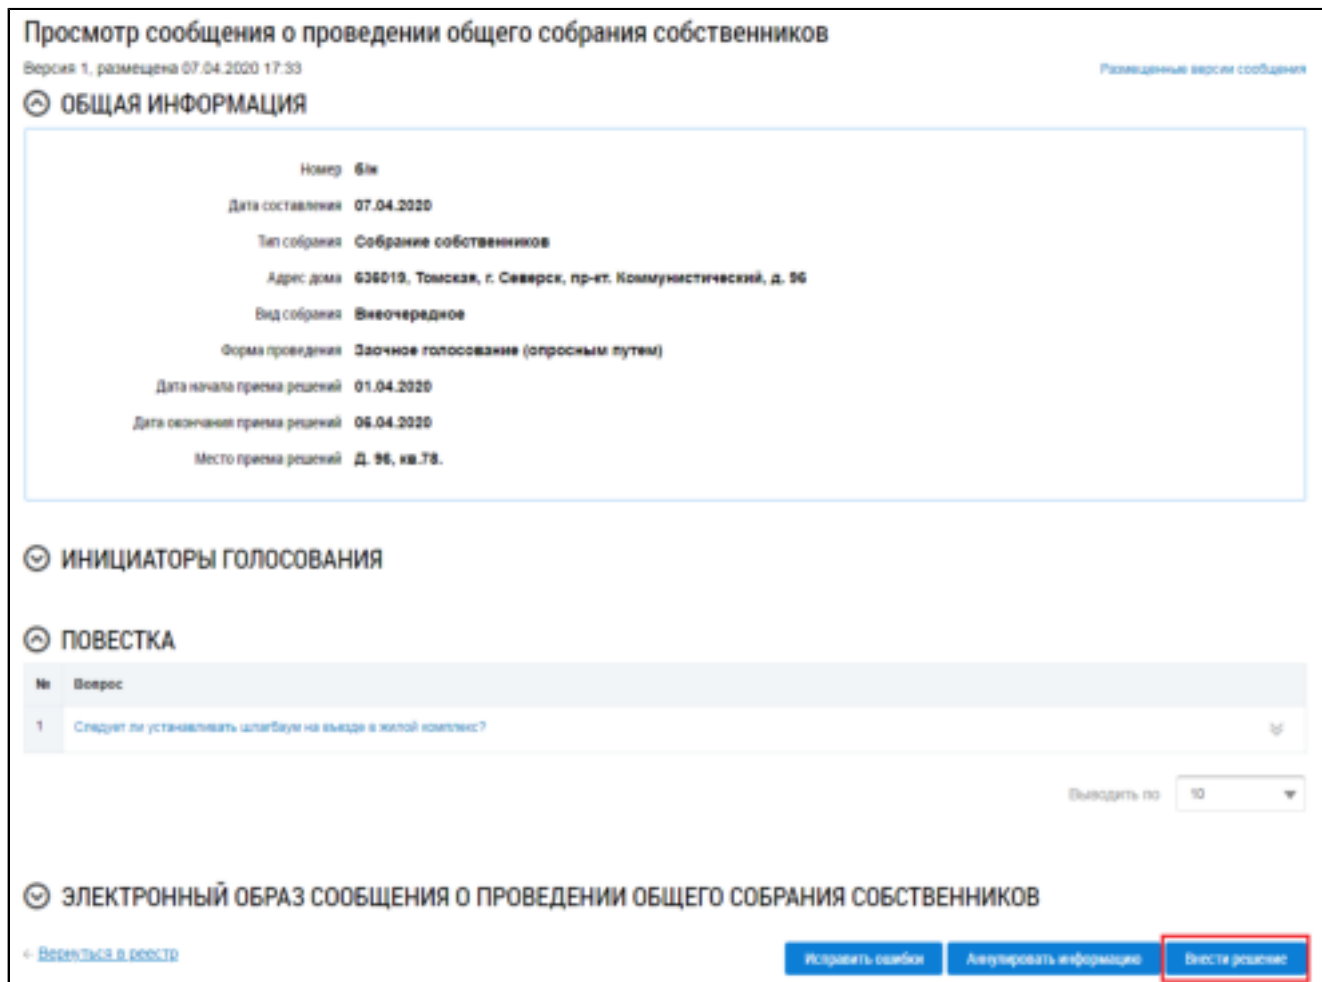 Просмотр сообщения о проведении общего собрания собственников
Версия 1, размещена 07.04.2020 17:33
Размещенные версии сообщения
ОБЩАЯ ИНФОРМАЦИЯ
Номер б/н
Дата составления 07.04.2020
Тип собрания Собрание собственников
Адрес дома 636019, Томская, г. Северск, пр-кт. Коммунистический, д. 96
Вид собрания Внеочередное
Форма проведения Заочное голосование (опросным путем)
Дата начала приема решений 01.04.2020
Дата окончания приема решений 06.04.2020
Место приема решений Д. 96, кв.78.
ИНИЦИАТОРЫ ГОЛОСОВАНИЯ
ПОВЕСТКА
№ Вопрос
1 Следует ли устанавливать шлагбаум на въезде в жилой комплекс?
Выводить по 10
ЭЛЕКТРОННЫЙ ОБРАЗ СООБЩЕНИЯ О ПРОВЕДЕНИИ ОБЩЕГО СОБРАНИЯ СОБСТВЕННИКОВ
← Вернуться в реестр Исправить ошибки Аннулировать информацию Внести решение